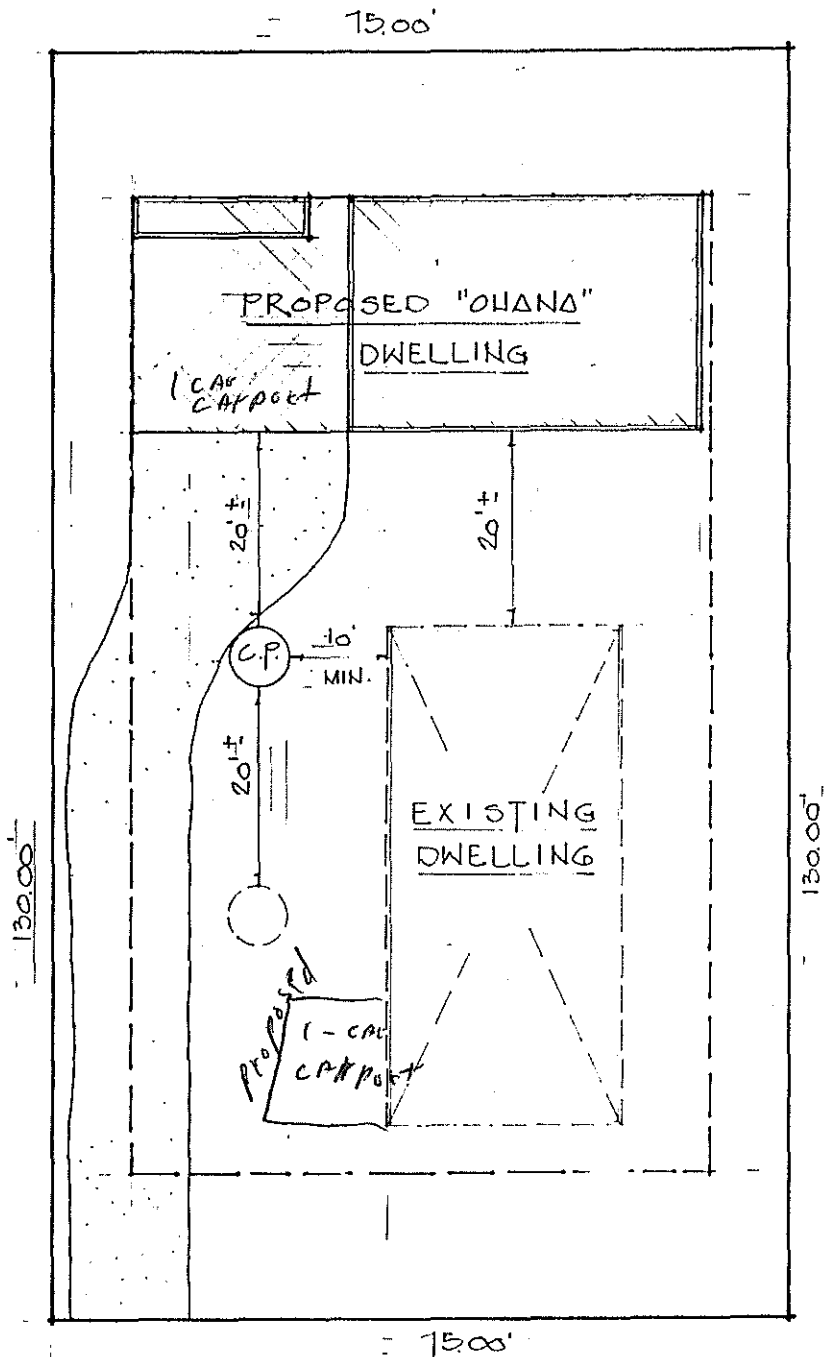 75.00'
PROPOSED "OHANA"
DWELLING
1 CAR
CARPORT
20'±
20'±
C.P.
10'
MIN.
20'±
EXISTING
DWELLING
130.00'
130.00'
PROPOSED
1-CAR
CARPORT
75.00'